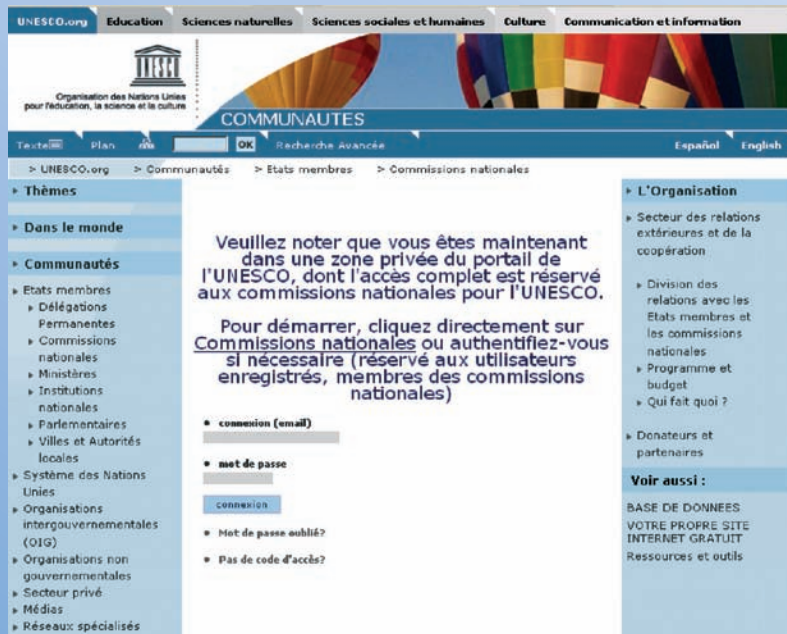 UNESCO.org Education Sciences naturelles Sciences sociales et humaines Culture Communication et information
Organisation des Nations Unies
pour l'éducation, la science et la culture
COMMUNAUTES
Texte Plan OK Recherche Avancée Español English
> UNESCO.org > Communautés > Etats membres > Commissions nationales
Thèmes
Dans le monde
Communautés
Etats membres
Délégations
Permanentes
Commissions
nationales
Ministères
Institutions
nationales
Parlementaires
Villes et Autorités
locales
Système des Nations
Unies
Organisations
intergouvernementales
(OIG)
Organisations non
gouvernementales
Secteur privé
Médias
Réseaux spécialisés
Veuillez noter que vous êtes maintenant
dans une zone privée du portail de
l'UNESCO, dont l'accès complet est réservé
aux commissions nationales pour l'UNESCO.
Pour démarrer, cliquez directement sur
Commissions nationales ou authentifiez-vous
si nécessaire (réservé aux utilisateurs
enregistrés, membres des commissions
nationales)
• connexion (email)
• mot de passe
connexion
• Mot de passe oublié?
• Pas de code d'accès?
L'Organisation
Secteur des relations
extérieures et de la
coopération
Division des
relations avec les
Etats membres et
les commissions
nationales
Programme et
budget
Qui fait quoi ?
Donateurs et
partenaires
Voir aussi :
BASE DE DONNEES
VOTRE PROPRE SITE
INTERNET GRATUIT
Ressources et outils